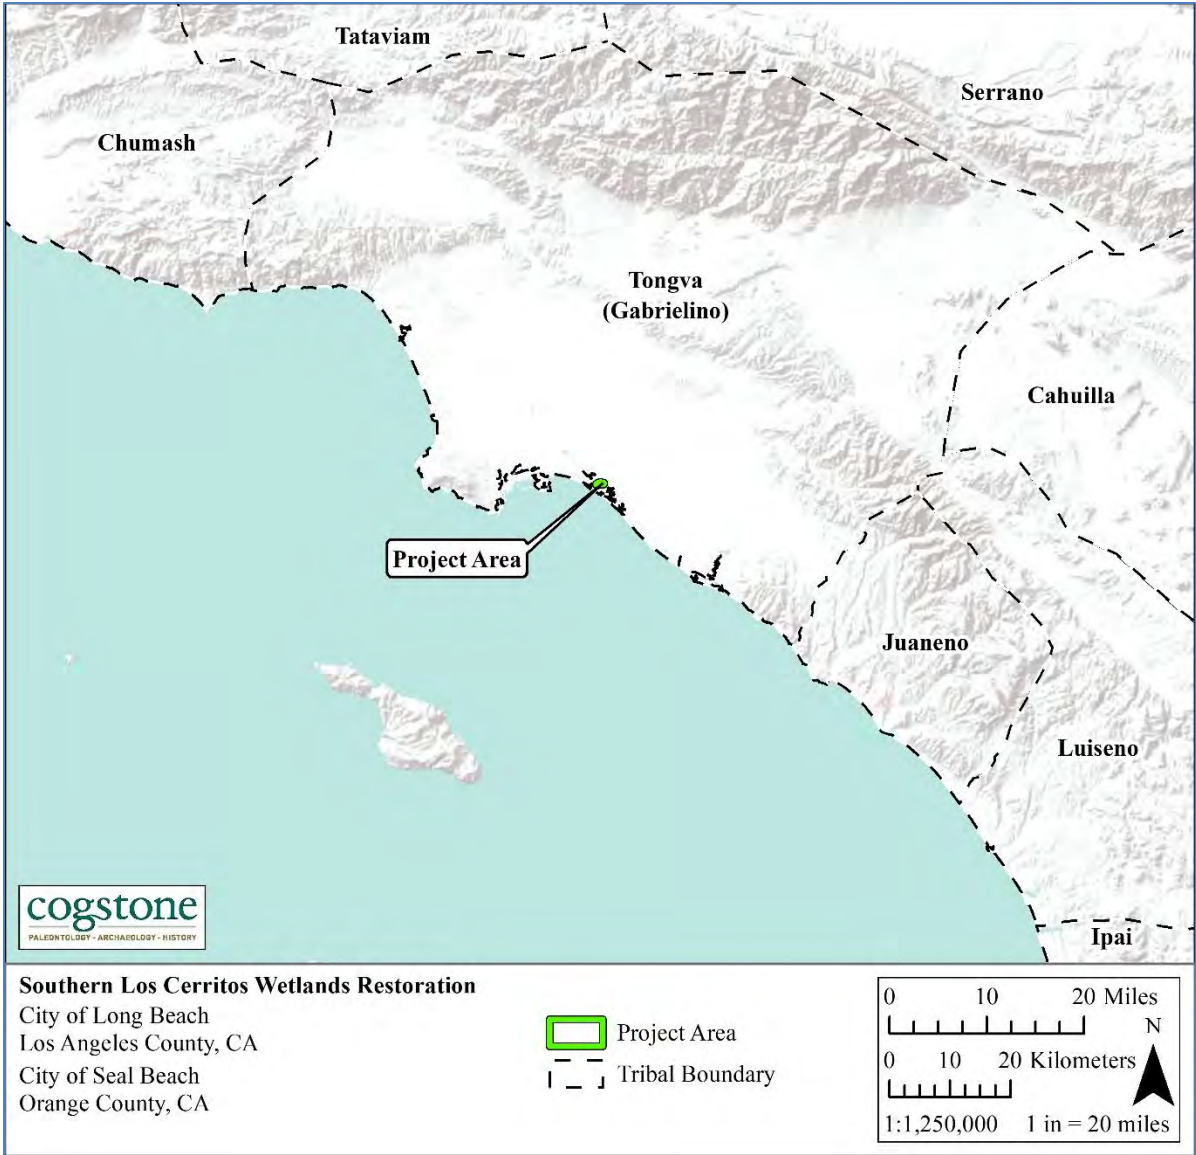 Tataviam
Serrano
Chumash
Tongva
(Gabrielino)
Cahuilla
Project Area
Juaneno
Luiseno
Ipai
cogstone
PALEONTOLOGY - ARCHAEOLOGY - HISTORY
Southern Los Cerritos Wetlands Restoration
City of Long Beach
Los Angeles County, CA
City of Seal Beach
Orange County, CA
Project Area
Tribal Boundary
0 10 20 Miles
N
0 10 20 Kilometers
1:1,250,000 1 in = 20 miles